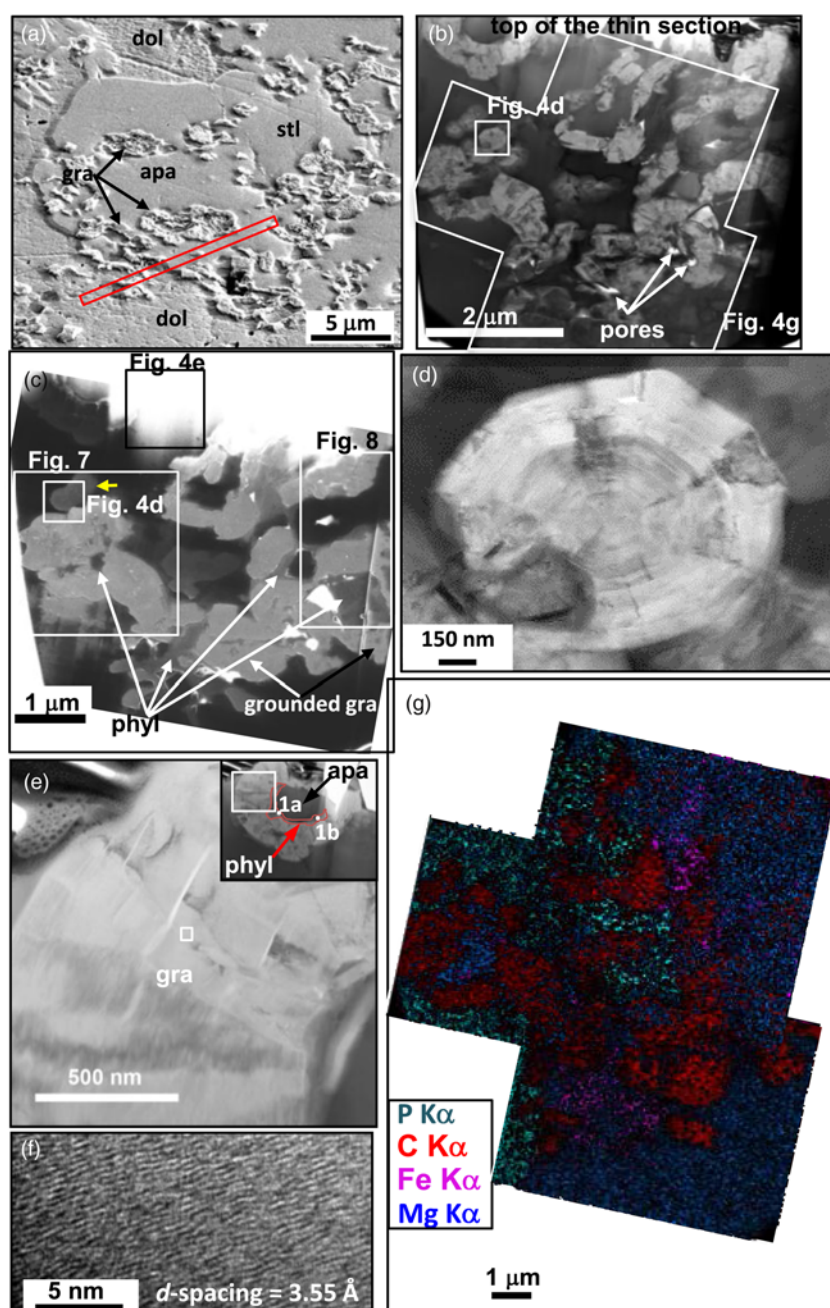 (a)
dol
stl
gra
apa
dol
5 μm
(b)
top of the thin section
Fig. 4d
pores
2 μm
Fig. 4g
(c)
Fig. 4e
Fig. 7
Fig. 8
Fig. 4d
1 μm
phyl
grounded gra
(d)
150 nm
(e)
apa
1a
1b
phyl
gra
500 nm
(f)
5 nm
d-spacing = 3.55 Å
(g)
P Kα
C Kα
Fe Kα
Mg Kα
1 μm